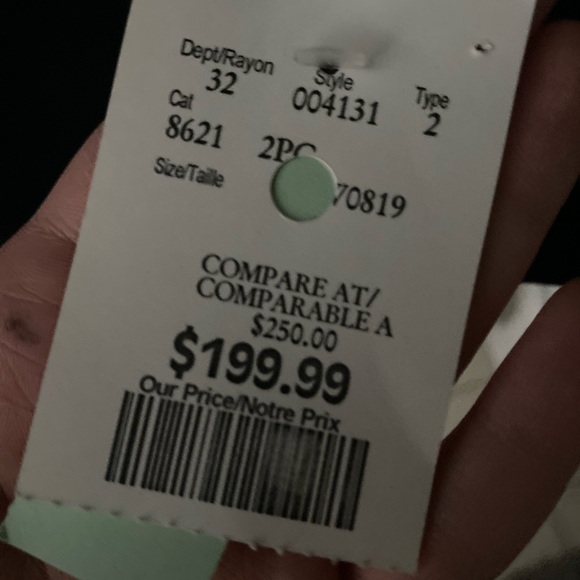 Dept/Rayon Style Type
32 004131 2
Cat
8621 2PC
Size/Taille 70819
COMPARE AT/
COMPARABLE A
$250.00
$199.99
Our Price/Notre Prix